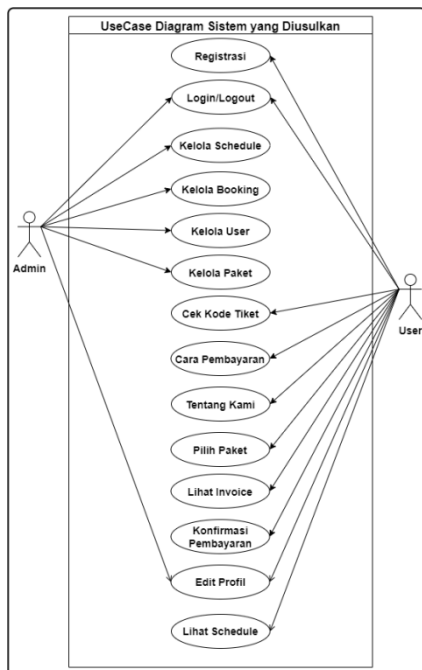 UseCase Diagram Sistem yang Diusulkan
Registrasi
Login/Logout
Kelola Schedule
Kelola Booking
Kelola User
Admin
Kelola Paket
Cek Kode Tiket
User
Cara Pembayaran
Tentang Kami
Pilih Paket
Lihat Invoice
Konfirmasi
Pembayaran
Edit Profil
Lihat Schedule